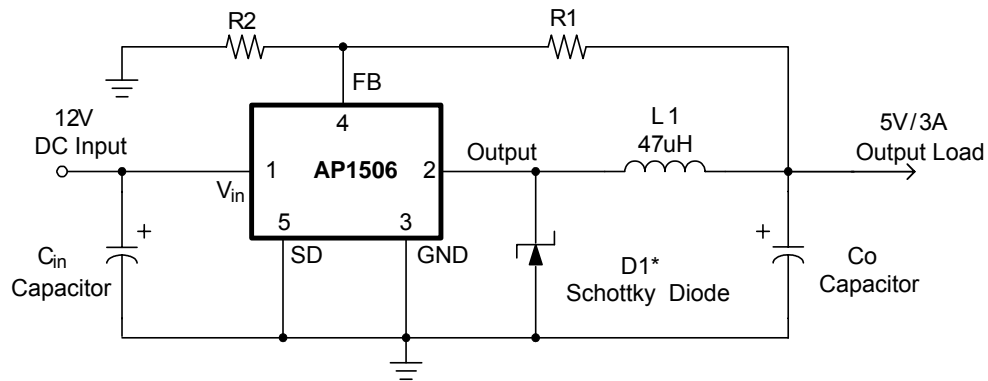 R2
R1
FB
12V
DC Input
4
L1
47uH
5V/3A
Output Load
Output
1
AP1506
2
Vin
5
3
SD
GND
Cin
Capacitor
+
D1*
Schottky Diode
+
Co
Capacitor